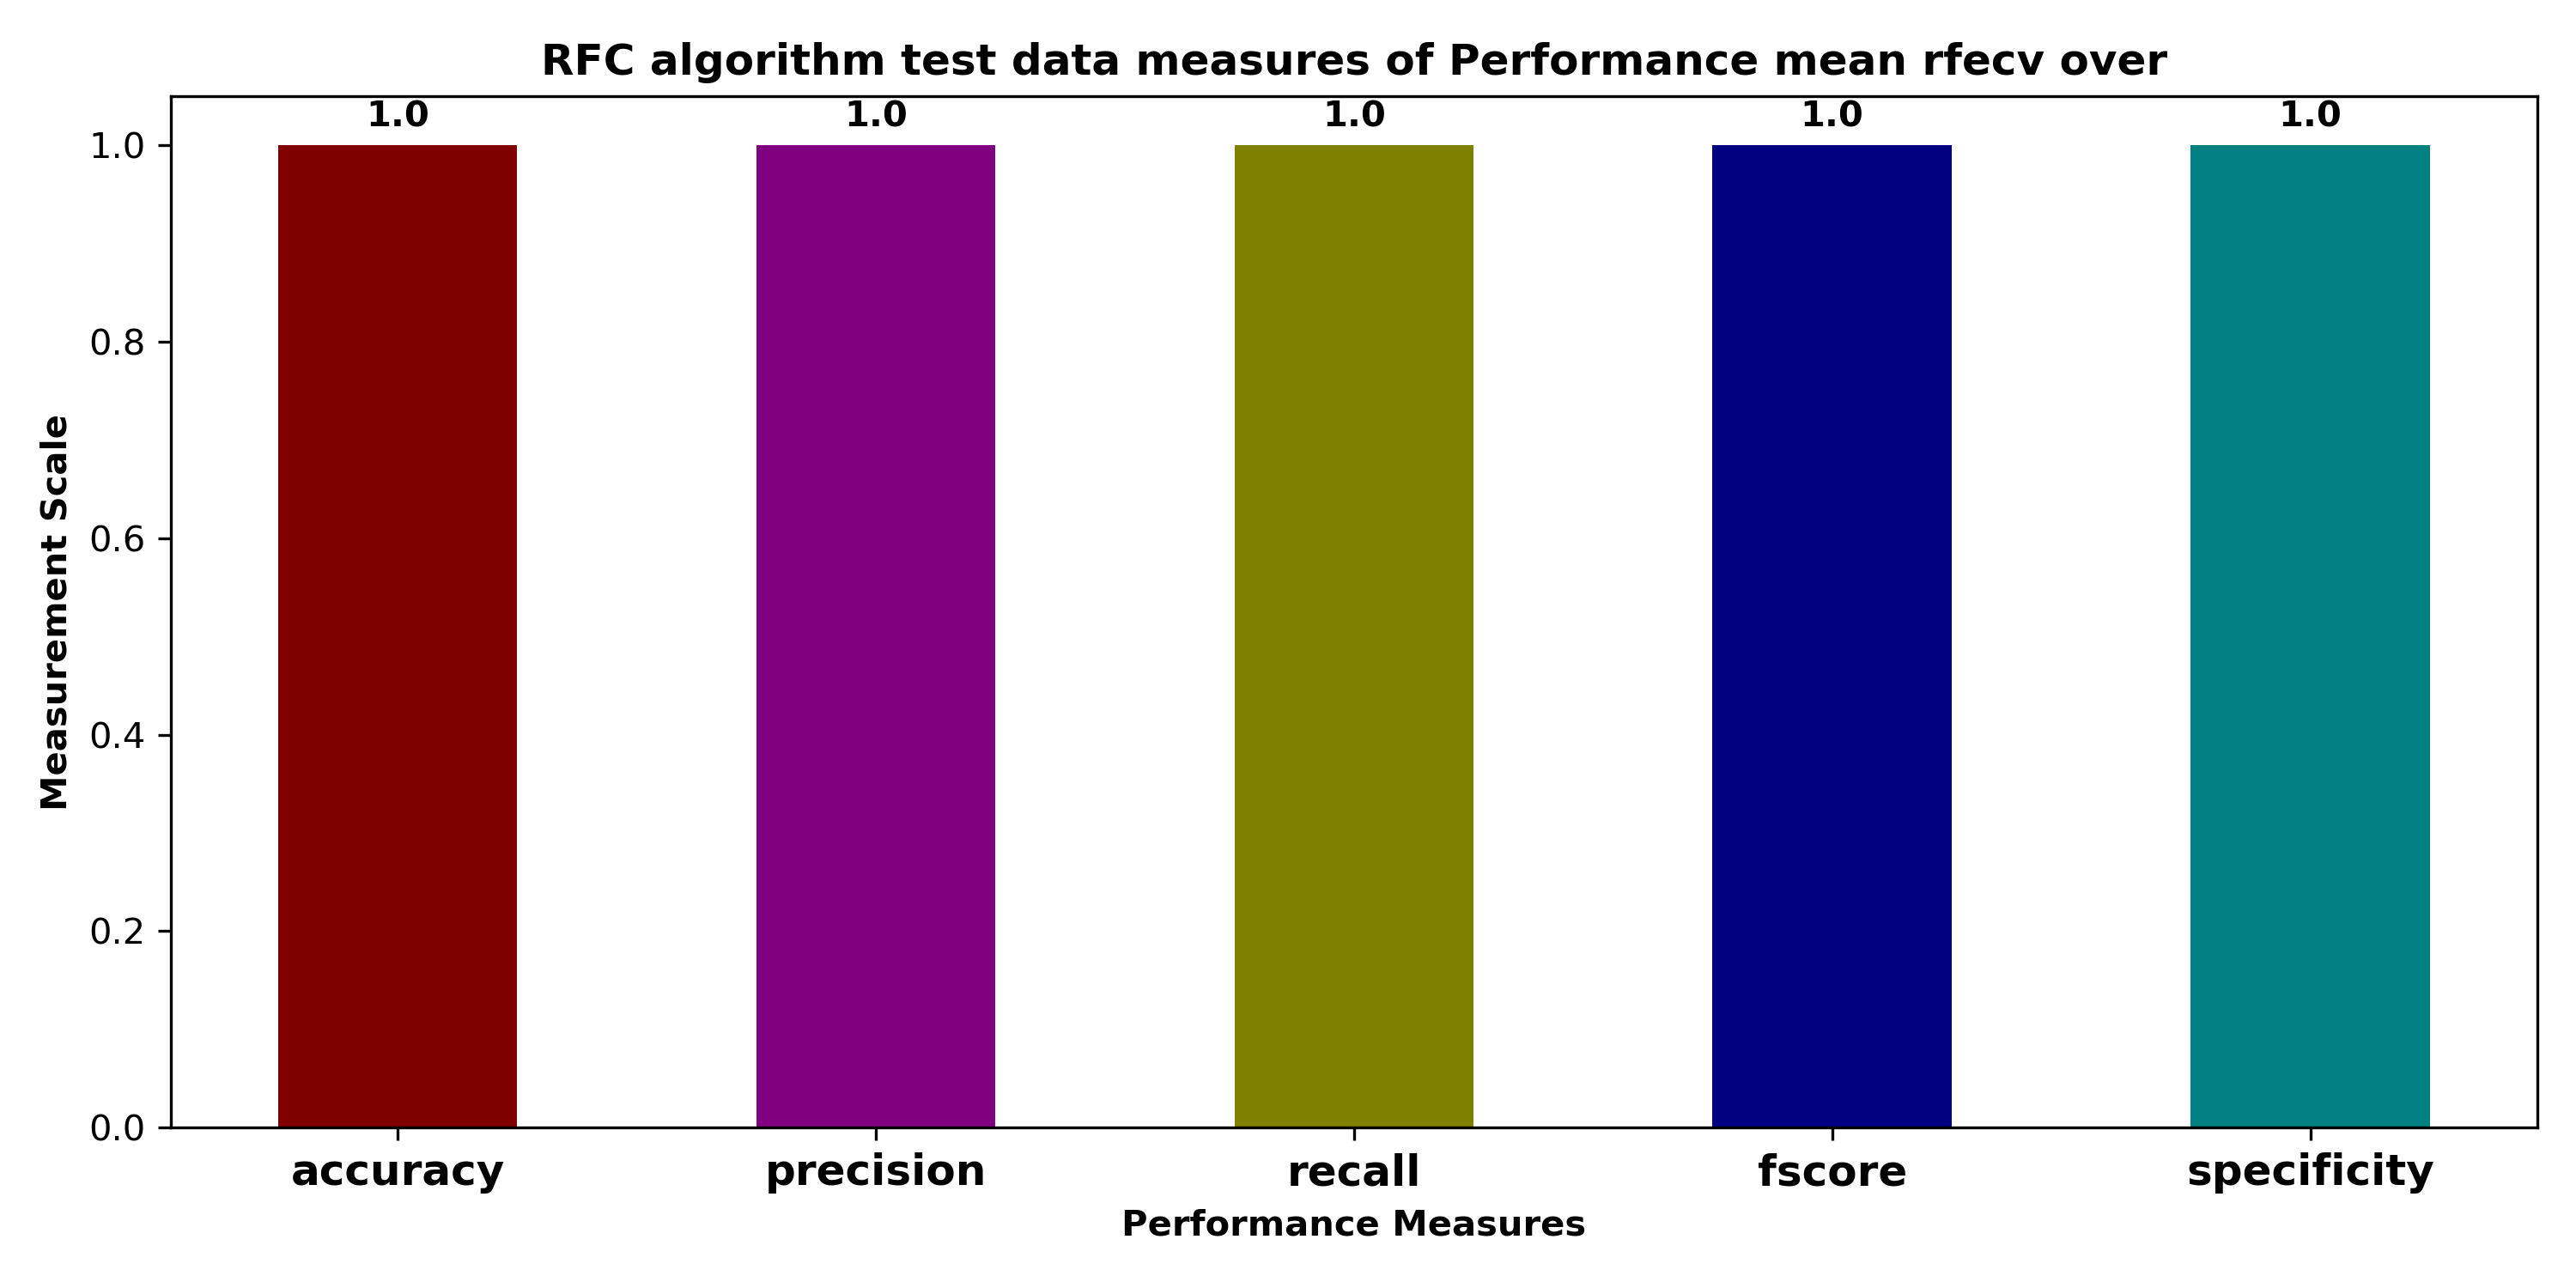 RFC algorithm test data measures of Performance mean rfecv over
1.0 1.0 1.0 1.0 1.0
1.0
0.8
0.6
0.4
0.2
0.0
Measurement Scale
accuracy precision recall fscore specificity
Performance Measures